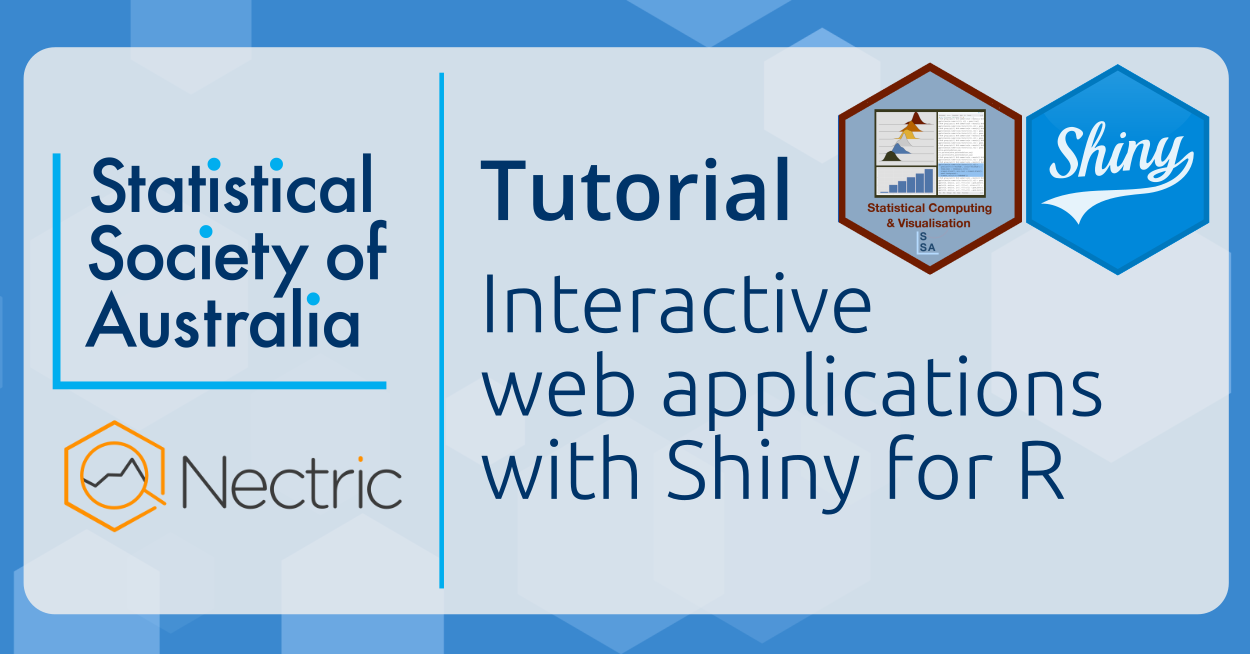 Statistical
Society of
Australia
Nectric
Tutorial
Interactive
web applications
with Shiny for R
Statistical Computing
& Visualisation
S
SA
Shiny